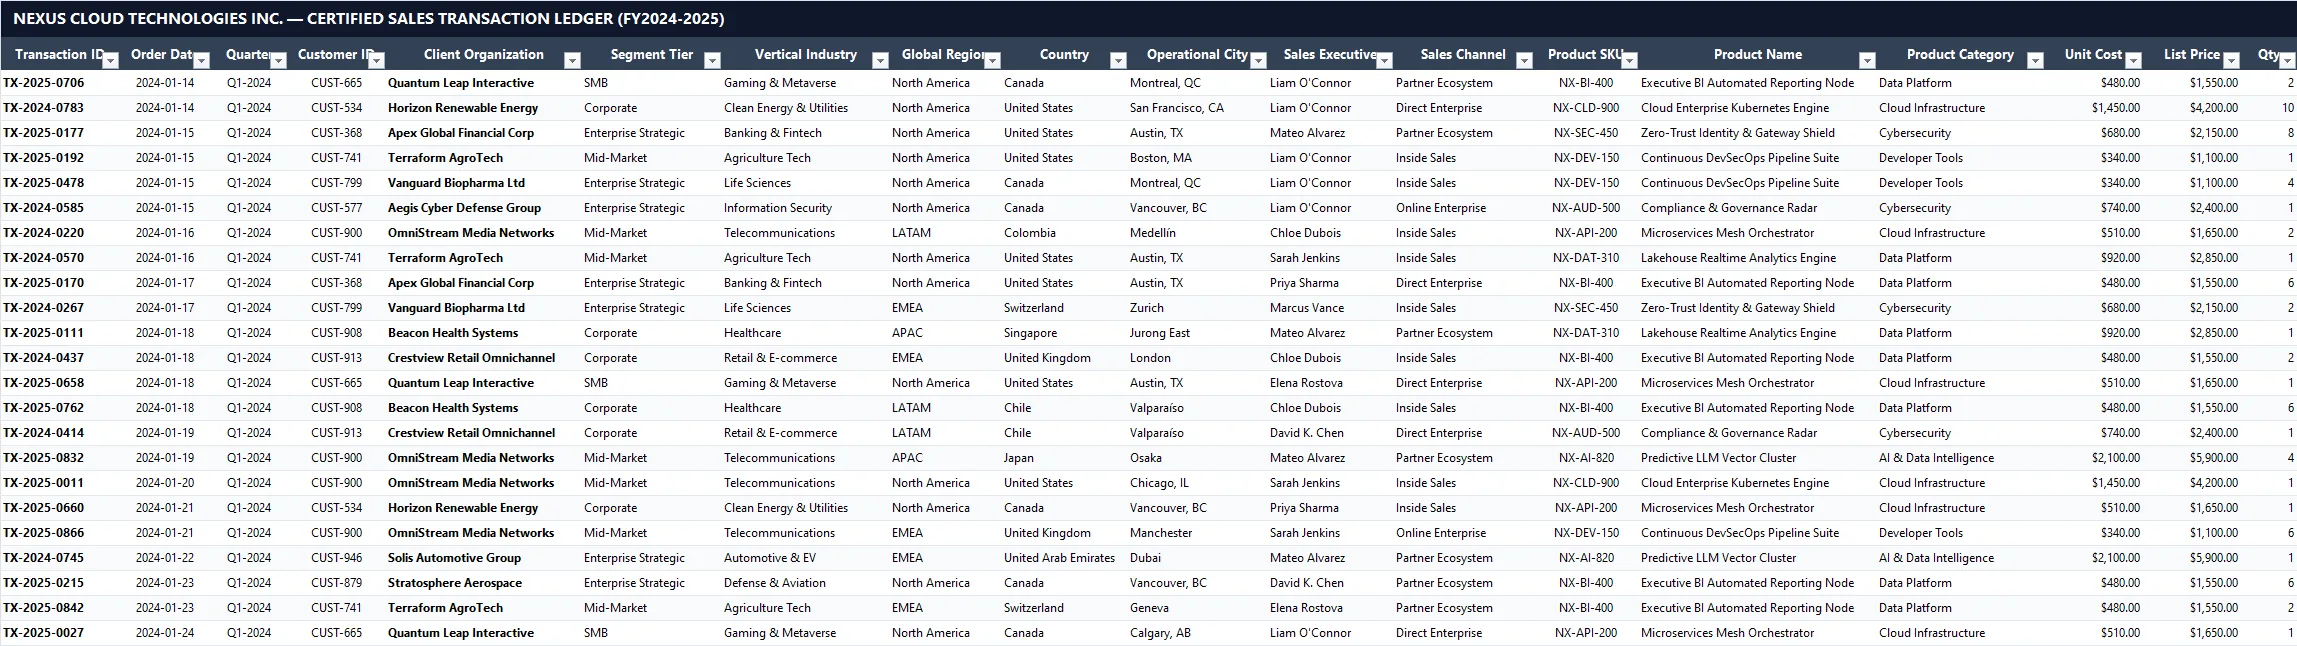 NEXUS CLOUD TECHNOLOGIES INC. — CERTIFIED SALES TRANSACTION LEDGER (FY2024-2025)
Transaction ID Order Dat Quarter Customer ID Client Organization Segment Tier Vertical Industry Global Region Country Operational City Sales Executive Sales Channel Product SKU Product Name Product Category Unit Cost List Price Qty
TX-2025-0706 2024-01-14 Q1-2024 CUST-665 Quantum Leap Interactive SMB Gaming & Metaverse North America Canada Montreal, QC Liam O'Connor Partner Ecosystem NX-BI-400 Executive BI Automated Reporting Node Data Platform $480.00 $1,550.00 2
TX-2024-0783 2024-01-14 Q1-2024 CUST-534 Horizon Renewable Energy Corporate Clean Energy & Utilities North America United States San Francisco, CA Liam O'Connor Direct Enterprise NX-CLD-900 Cloud Enterprise Kubernetes Engine Cloud Infrastructure $1,450.00 $4,200.00 10
TX-2025-0177 2024-01-15 Q1-2024 CUST-368 Apex Global Financial Corp Enterprise Strategic Banking & Fintech North America United States Austin, TX Mateo Alvarez Partner Ecosystem NX-SEC-450 Zero-Trust Identity & Gateway Shield Cybersecurity $680.00 $2,150.00 8
TX-2025-0192 2024-01-15 Q1-2024 CUST-741 Terraform AgroTech Mid-Market Agriculture Tech North America United States Boston, MA Liam O'Connor Inside Sales NX-DEV-150 Continuous DevSecOps Pipeline Suite Developer Tools $340.00 $1,100.00 1
TX-2025-0478 2024-01-15 Q1-2024 CUST-799 Vanguard Biopharma Ltd Enterprise Strategic Life Sciences North America Canada Montreal, QC Liam O'Connor Inside Sales NX-DEV-150 Continuous DevSecOps Pipeline Suite Developer Tools $340.00 $1,100.00 4
TX-2024-0585 2024-01-15 Q1-2024 CUST-577 Aegis Cyber Defense Group Enterprise Strategic Information Security North America Canada Vancouver, BC Liam O'Connor Online Enterprise NX-AUD-500 Compliance & Governance Radar Cybersecurity $740.00 $2,400.00 1
TX-2024-0220 2024-01-16 Q1-2024 CUST-900 OmniStream Media Networks Mid-Market Telecommunications LATAM Colombia Medellín Chloe Dubois Inside Sales NX-API-200 Microservices Mesh Orchestrator Cloud Infrastructure $510.00 $1,650.00 2
TX-2024-0570 2024-01-16 Q1-2024 CUST-741 Terraform AgroTech Mid-Market Agriculture Tech North America United States Austin, TX Sarah Jenkins Inside Sales NX-DAT-310 Lakehouse Realtime Analytics Engine Data Platform $920.00 $2,850.00 1
TX-2025-0170 2024-01-17 Q1-2024 CUST-368 Apex Global Financial Corp Enterprise Strategic Banking & Fintech North America United States Austin, TX Priya Sharma Direct Enterprise NX-BI-400 Executive BI Automated Reporting Node Data Platform $480.00 $1,550.00 6
TX-2024-0267 2024-01-17 Q1-2024 CUST-799 Vanguard Biopharma Ltd Enterprise Strategic Life Sciences EMEA Switzerland Zurich Marcus Vance Inside Sales NX-SEC-450 Zero-Trust Identity & Gateway Shield Cybersecurity $680.00 $2,150.00 2
TX-2025-0111 2024-01-18 Q1-2024 CUST-908 Beacon Health Systems Corporate Healthcare APAC Singapore Jurong East Mateo Alvarez Partner Ecosystem NX-DAT-310 Lakehouse Realtime Analytics Engine Data Platform $920.00 $2,850.00 1
TX-2024-0437 2024-01-18 Q1-2024 CUST-913 Crestview Retail Omnichannel Corporate Retail & E-commerce EMEA United Kingdom London Chloe Dubois Inside Sales NX-BI-400 Executive BI Automated Reporting Node Data Platform $480.00 $1,550.00 2
TX-2025-0658 2024-01-18 Q1-2024 CUST-665 Quantum Leap Interactive SMB Gaming & Metaverse North America United States Austin, TX Elena Rostova Direct Enterprise NX-API-200 Microservices Mesh Orchestrator Cloud Infrastructure $510.00 $1,650.00 1
TX-2025-0762 2024-01-18 Q1-2024 CUST-908 Beacon Health Systems Corporate Healthcare LATAM Chile Valparaíso Chloe Dubois Inside Sales NX-BI-400 Executive BI Automated Reporting Node Data Platform $480.00 $1,550.00 6
TX-2024-0414 2024-01-19 Q1-2024 CUST-913 Crestview Retail Omnichannel Corporate Retail & E-commerce LATAM Chile Valparaíso David K. Chen Direct Enterprise NX-AUD-500 Compliance & Governance Radar Cybersecurity $740.00 $2,400.00 1
TX-2025-0832 2024-01-19 Q1-2024 CUST-900 OmniStream Media Networks Mid-Market Telecommunications APAC Japan Osaka Mateo Alvarez Partner Ecosystem NX-AI-820 Predictive LLM Vector Cluster AI & Data Intelligence $2,100.00 $5,900.00 4
TX-2025-0011 2024-01-20 Q1-2024 CUST-900 OmniStream Media Networks Mid-Market Telecommunications North America United States Chicago, IL Sarah Jenkins Inside Sales NX-CLD-900 Cloud Enterprise Kubernetes Engine Cloud Infrastructure $1,450.00 $4,200.00 1
TX-2025-0660 2024-01-21 Q1-2024 CUST-534 Horizon Renewable Energy Corporate Clean Energy & Utilities North America Canada Vancouver, BC Priya Sharma Inside Sales NX-API-200 Microservices Mesh Orchestrator Cloud Infrastructure $510.00 $1,650.00 1
TX-2025-0866 2024-01-21 Q1-2024 CUST-900 OmniStream Media Networks Mid-Market Telecommunications EMEA United Kingdom Manchester Sarah Jenkins Online Enterprise NX-DEV-150 Continuous DevSecOps Pipeline Suite Developer Tools $340.00 $1,100.00 6
TX-2024-0745 2024-01-22 Q1-2024 CUST-946 Solis Automotive Group Enterprise Strategic Automotive & EV EMEA United Arab Emirates Dubai Mateo Alvarez Partner Ecosystem NX-AI-820 Predictive LLM Vector Cluster AI & Data Intelligence $2,100.00 $5,900.00 1
TX-2025-0215 2024-01-23 Q1-2024 CUST-879 Stratosphere Aerospace Enterprise Strategic Defense & Aviation North America Canada Vancouver, BC David K. Chen Partner Ecosystem NX-BI-400 Executive BI Automated Reporting Node Data Platform $480.00 $1,550.00 6
TX-2025-0842 2024-01-23 Q1-2024 CUST-741 Terraform AgroTech Mid-Market Agriculture Tech EMEA Switzerland Geneva Elena Rostova Partner Ecosystem NX-BI-400 Executive BI Automated Reporting Node Data Platform $480.00 $1,550.00 2
TX-2025-0027 2024-01-24 Q1-2024 CUST-665 Quantum Leap Interactive SMB Gaming & Metaverse North America Canada Calgary, AB Liam O'Connor Direct Enterprise NX-API-200 Microservices Mesh Orchestrator Cloud Infrastructure $510.00 $1,650.00 1